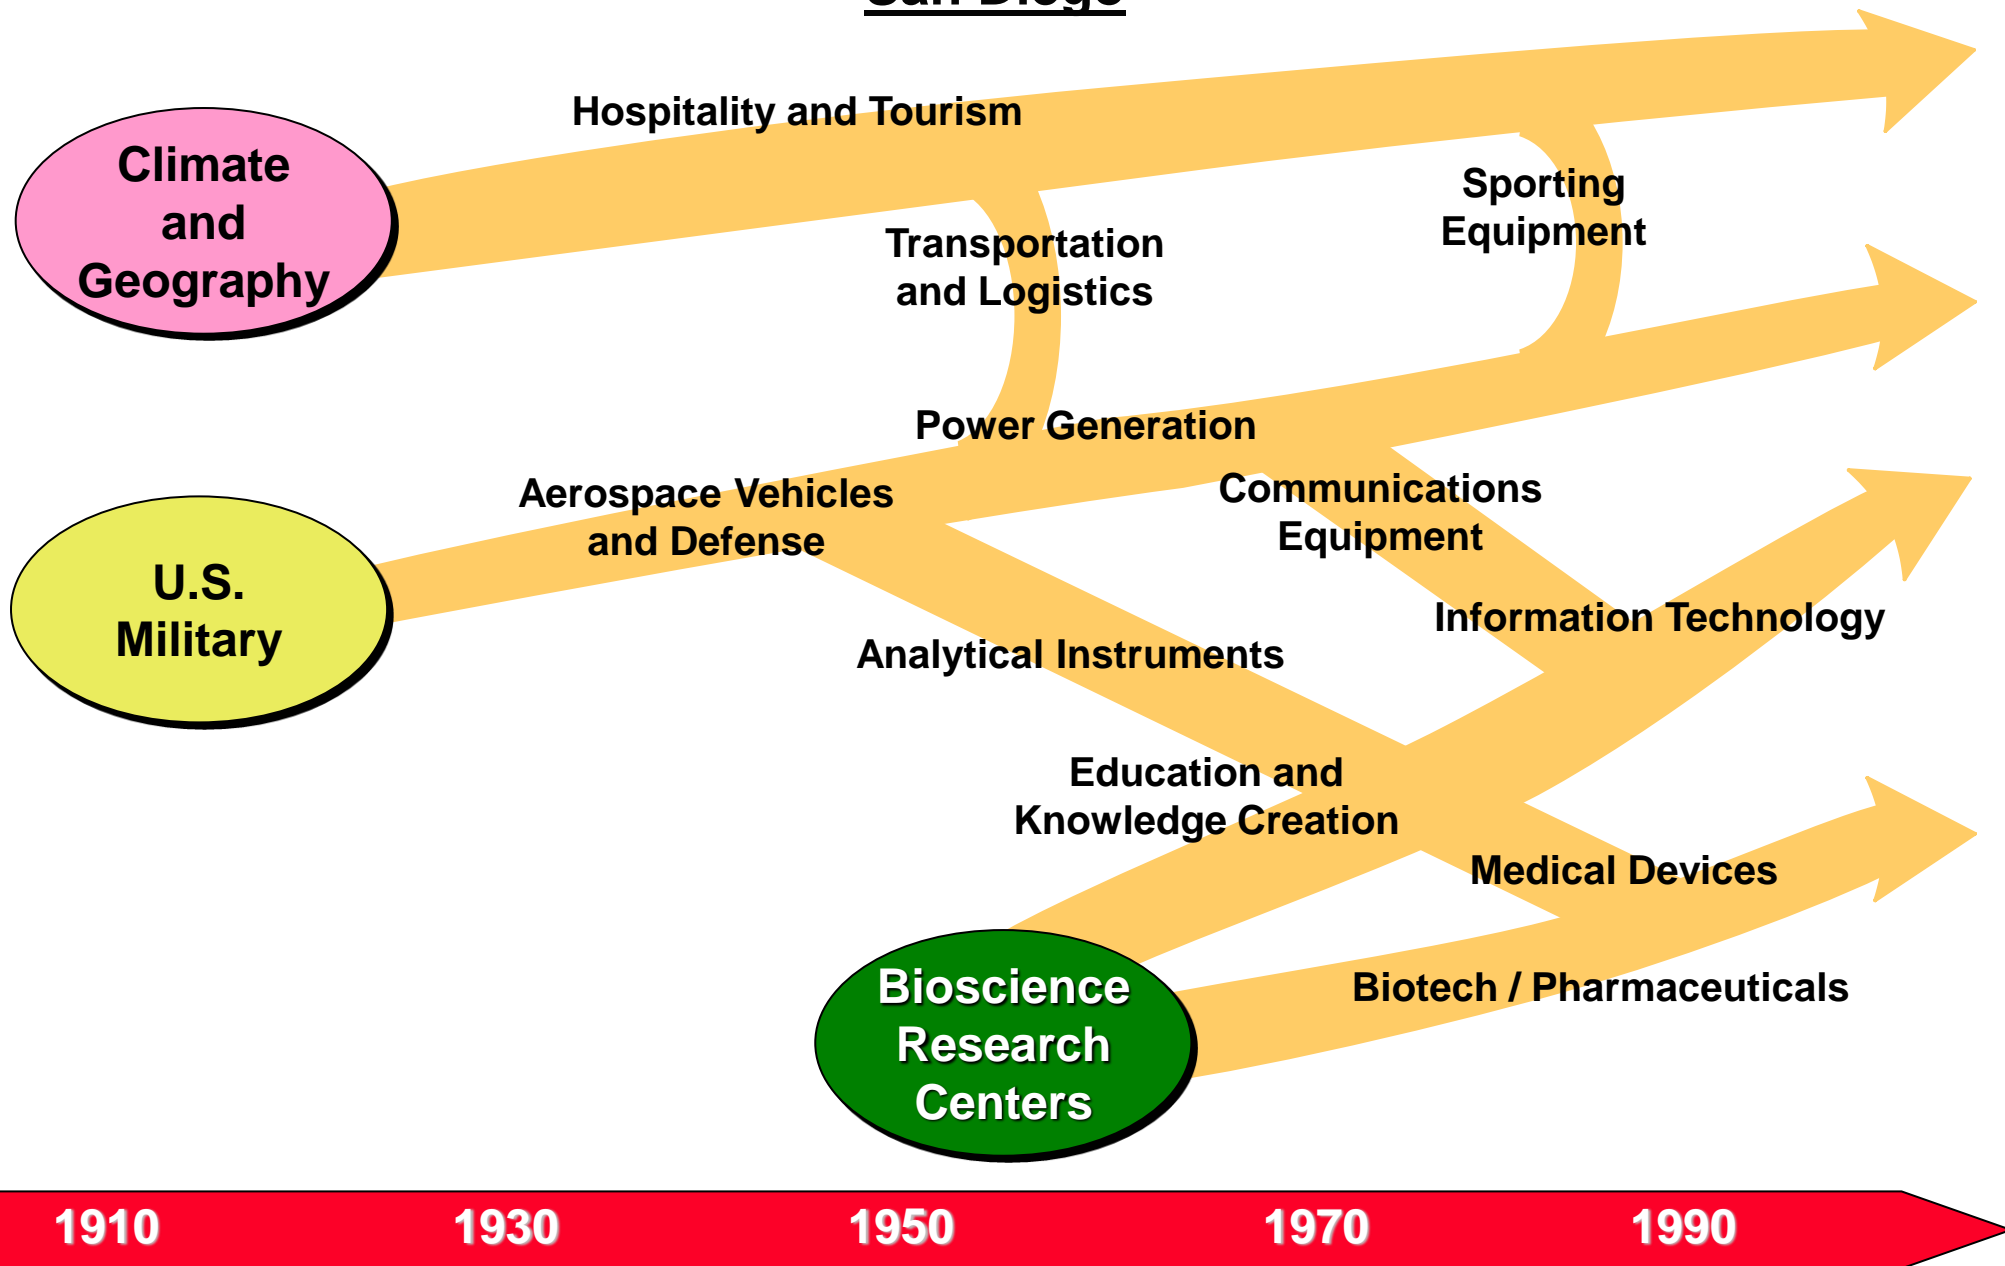 San Diego
Hospitality and Tourism
Climate
and
Geography
Sporting
Equipment
Transportation
and Logistics
Power Generation
Aerospace Vehicles
and Defense
Communications
Equipment
U.S.
Military
Information Technology
Analytical Instruments
Education and
Knowledge Creation
Medical Devices
Bioscience
Research
Centers
Biotech / Pharmaceuticals
1910 1930 1950 1970 1990